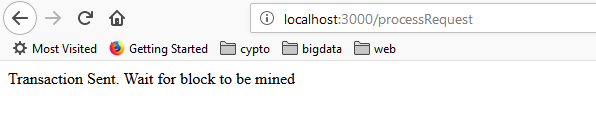 localhost:3000/processRequest
Most Visited Getting Started cypto bigdata web
Transaction Sent. Wait for block to be mined